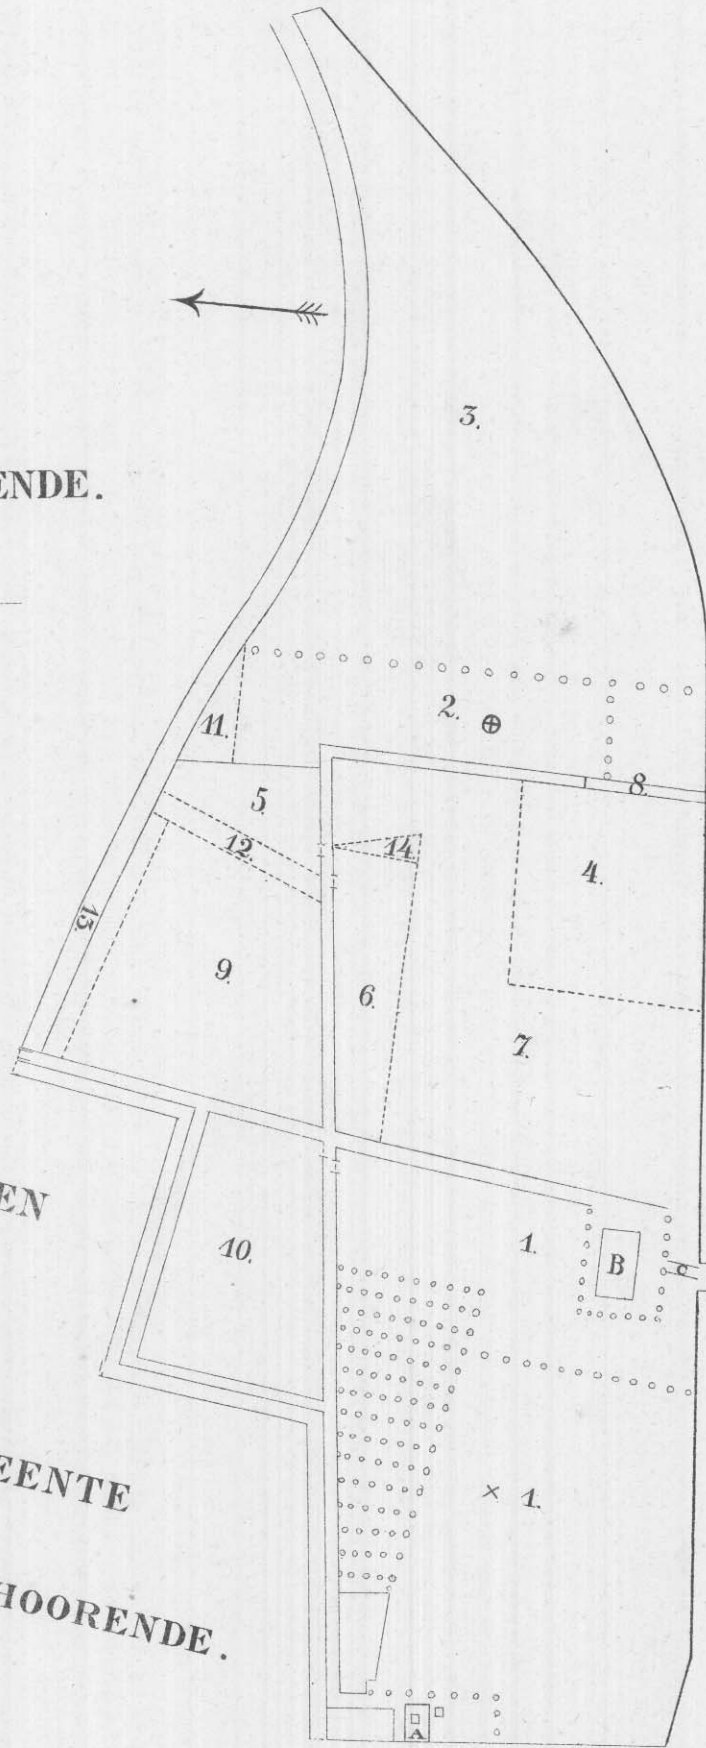 3.
ENDE.
2. ⊕
11.
8.
5
12.
14.
4.
13.
9.
6.
7.
EN
10.
1.
B
C
EENTE
× 1.
HOORENDE.
A